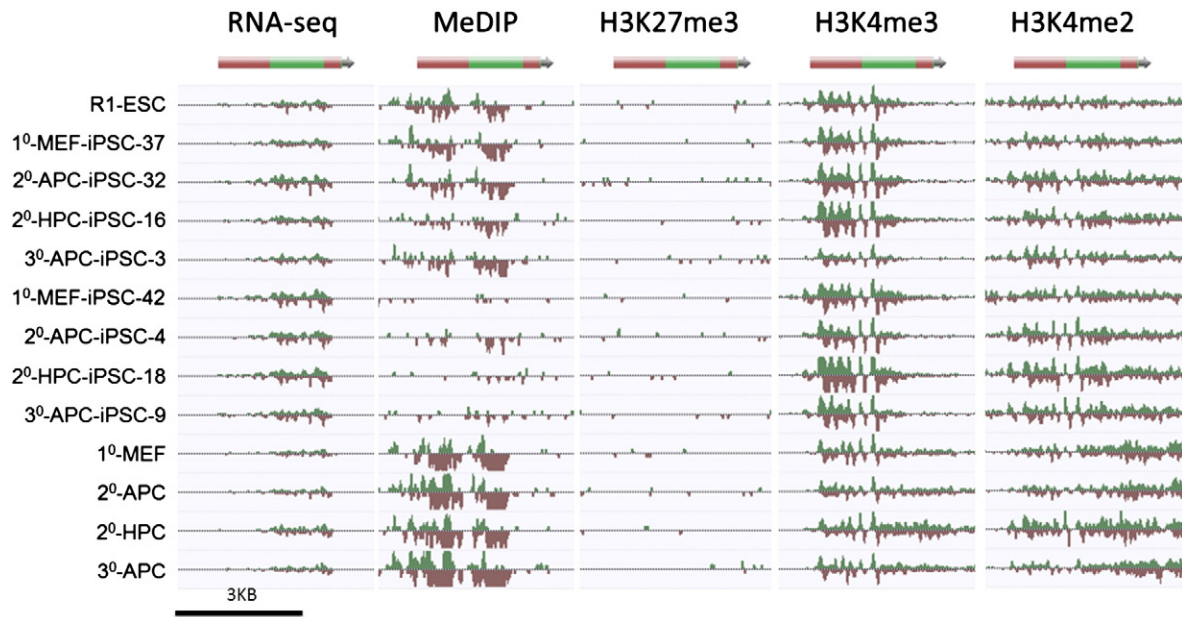 RNA-seq MeDIP H3K27me3 H3K4me3 H3K4me2
R1-ESC
1⁰-MEF-iPSC-37
2⁰-APC-iPSC-32
2⁰-HPC-iPSC-16
3⁰-APC-iPSC-3
1⁰-MEF-iPSC-42
2⁰-APC-iPSC-4
2⁰-HPC-iPSC-18
3⁰-APC-iPSC-9
1⁰-MEF
2⁰-APC
2⁰-HPC
3⁰-APC
3KB